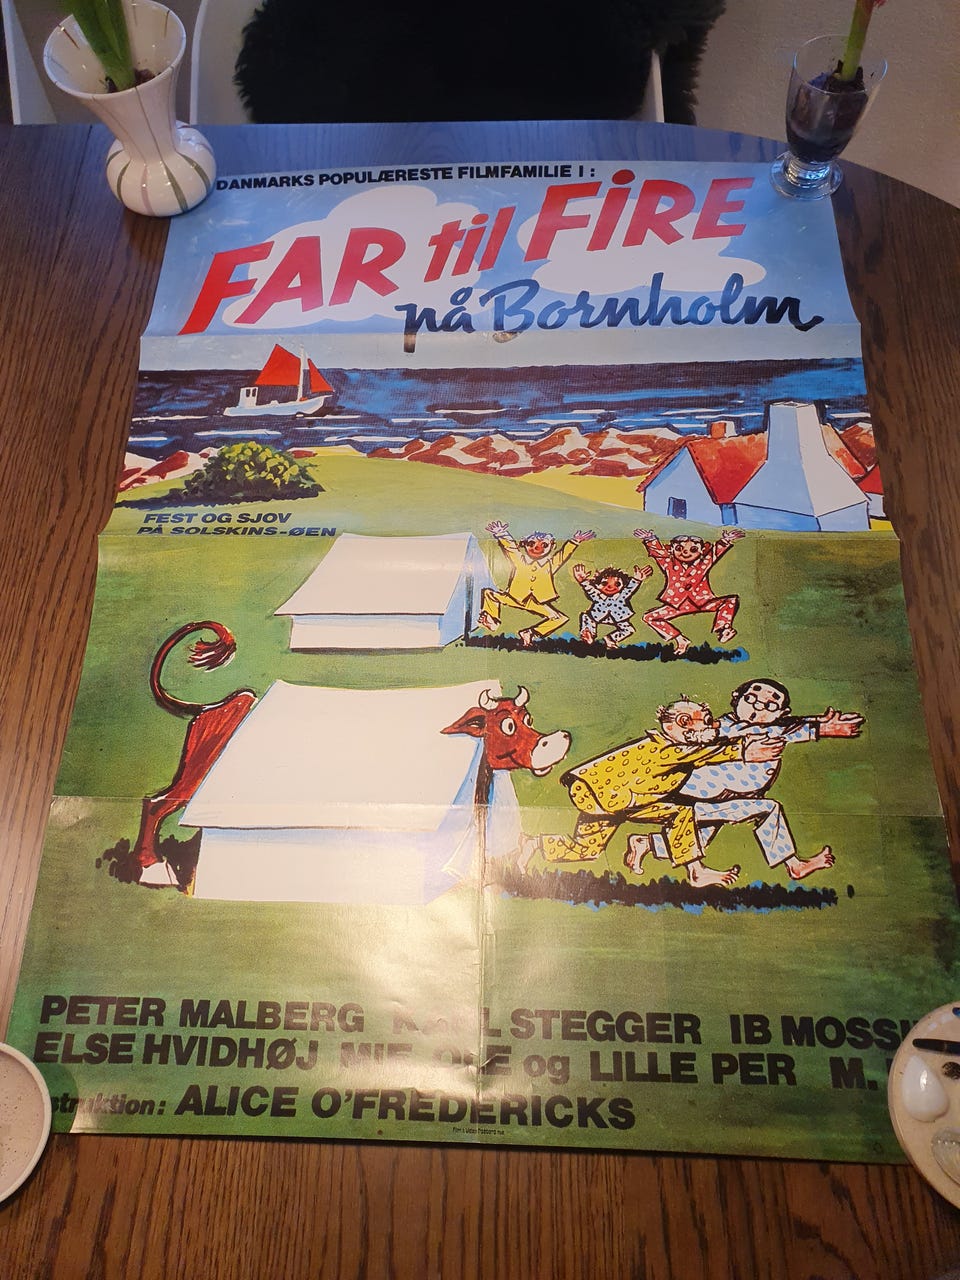 DANMARKS POPULÆRESTE FILMFAMILIE I:
FAR til FIRE
på Bornholm
FEST OG SJOV
PÅ SOLSKINS-ØEN
PETER MALBERG STEGGER IB
ELSE HVIDHØJ og LILLE PER M.
ALICE O'FREDERICKS